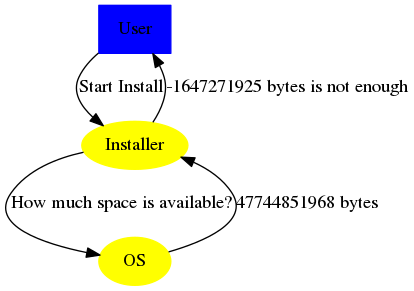 User
Start Install
-1647271925 bytes is not enough
Installer
How much space is available?
47744851968 bytes
OS